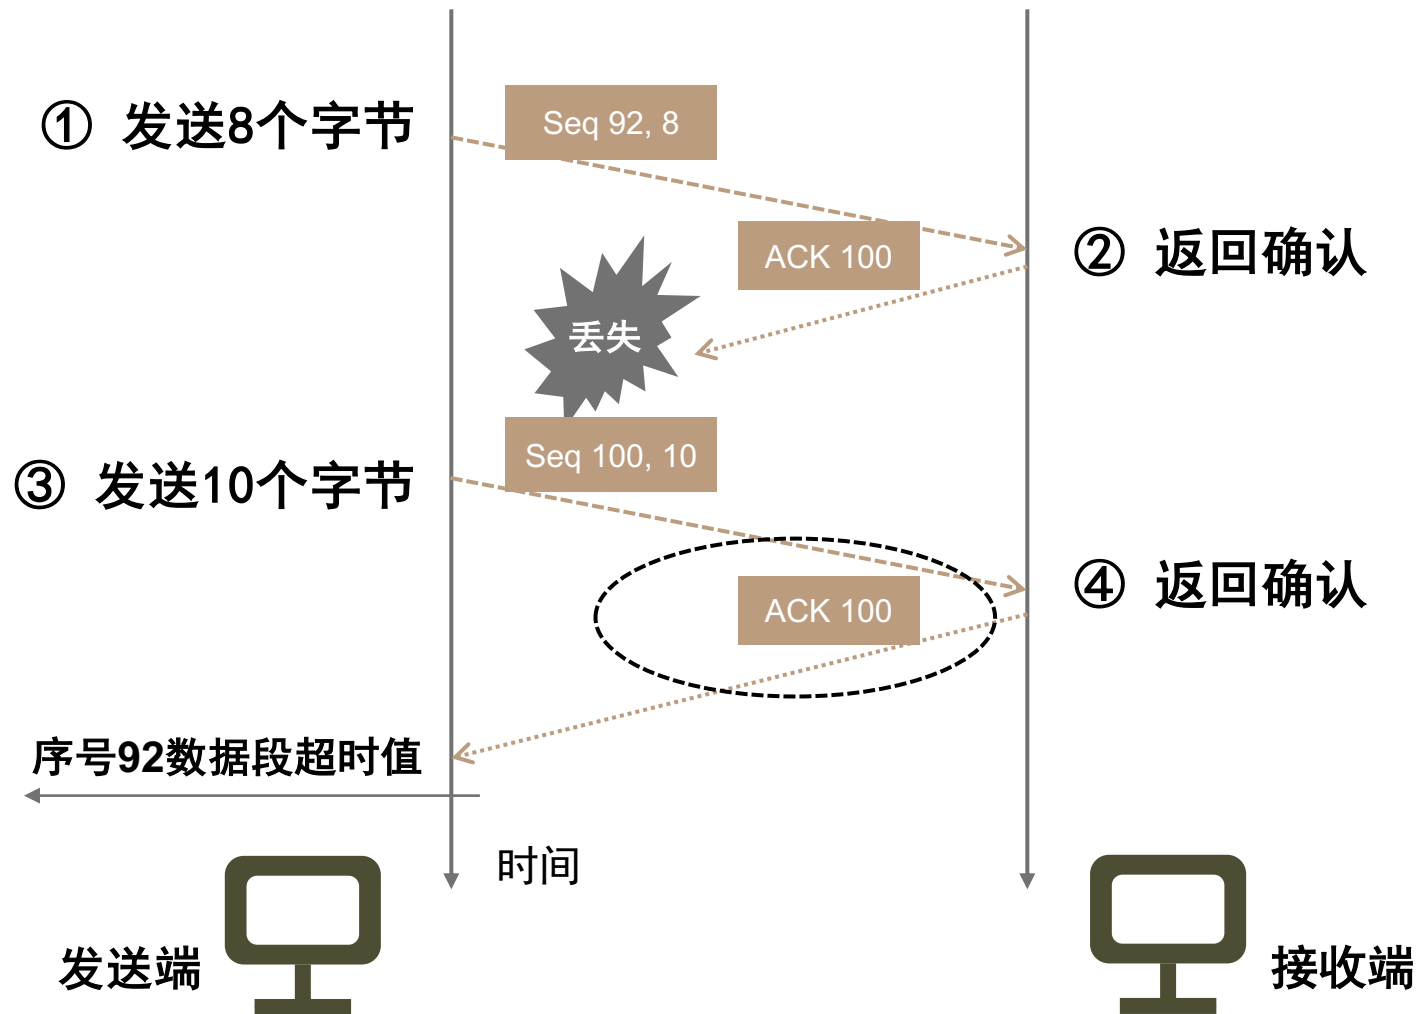 ① 发送8个字节
Seq 92, 8
ACK 100
② 返回确认
丢失
Seq 100, 10
③ 发送10个字节
ACK 100
④ 返回确认
序号92数据段超时值
时间
发送端
接收端